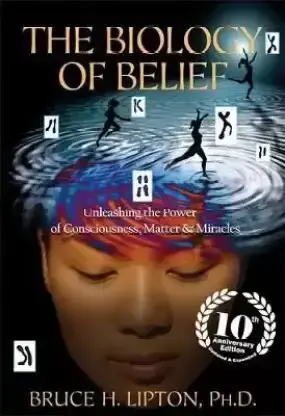 THE BIOLOGY
OF BELIEF
K
Unleashing the Power
of Consciousness, Matter & Miracles
10th
Anniversary
Edition
BRUCE H. LIPTON, PH.D.